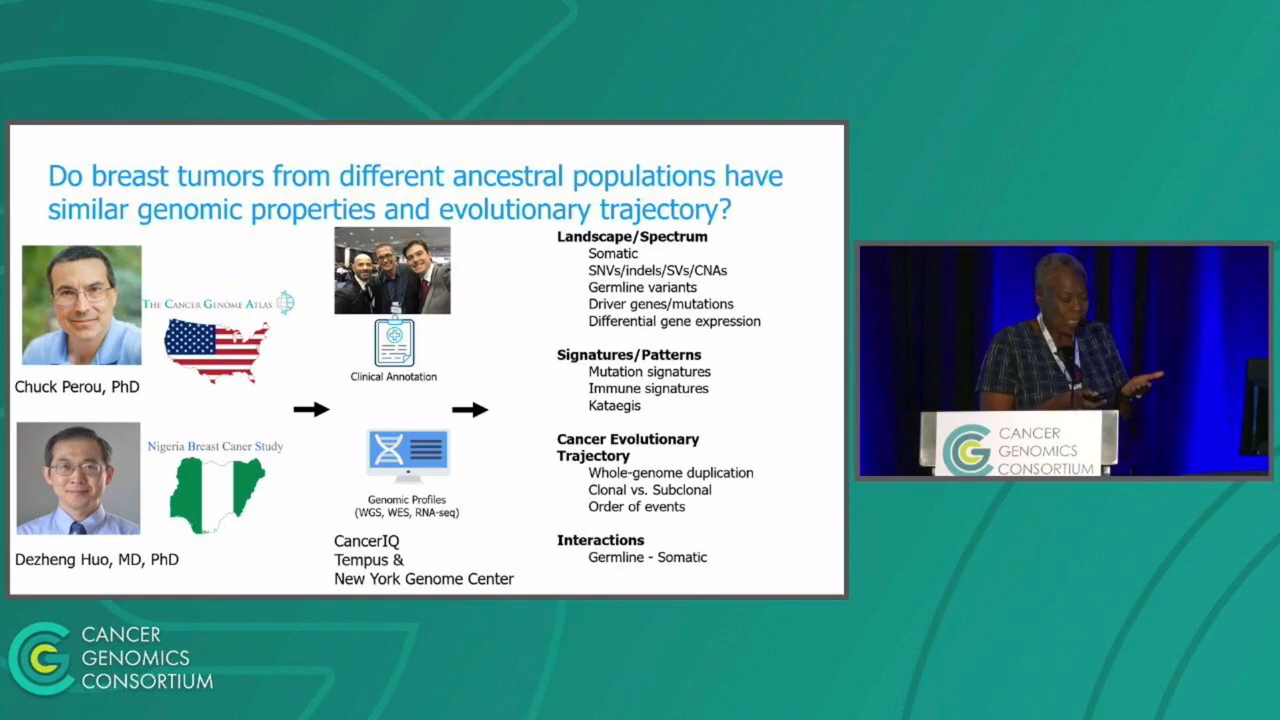 Do breast tumors from different ancestral populations have
similar genomic properties and evolutionary trajectory?
THE CANCER GENOME ATLAS
Chuck Perou, PhD
Nigeria Breast Caner Study
Dezheng Huo, MD, PhD
Clinical Annotation
Genomic Profiles
(WGS, WES, RNA-seq)
CancerIQ
Tempus &
New York Genome Center
Landscape/Spectrum
Somatic
SNVs/indels/SVs/CNAs
Germline variants
Driver genes/mutations
Differential gene expression
Signatures/Patterns
Mutation signatures
Immune signatures
Kataegis
Cancer Evolutionary
Trajectory
Whole-genome duplication
Clonal vs. Subclonal
Order of events
Interactions
Germline - Somatic
CANCER
GENOMICS
CONSORTIUM
CANCER
GENOMICS
CONSORTIUM